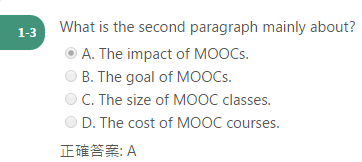 1-3
What is the second paragraph mainly about?
A. The impact of MOOCs.
B. The goal of MOOCs.
C. The size of MOOC classes.
D. The cost of MOOC courses.
正確答案: A